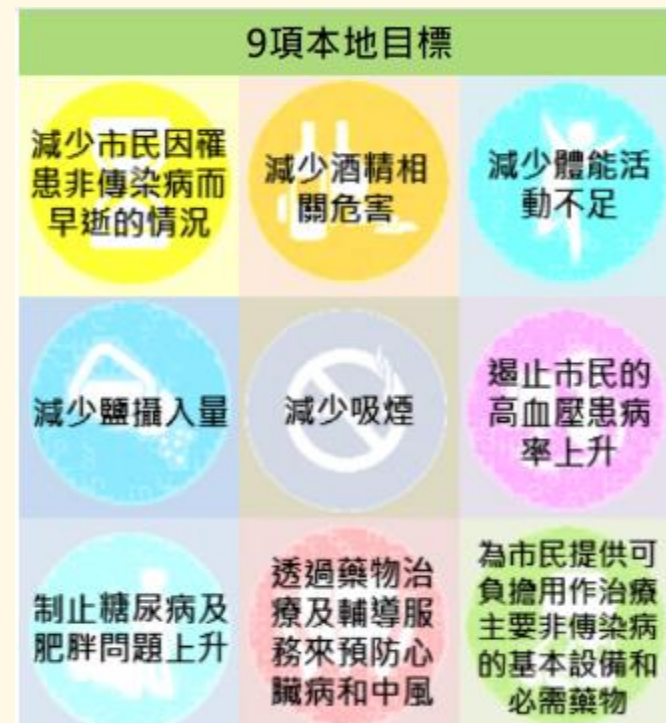 9項本地目標
減少市民因罹
患非傳染病而
早逝的情況
減少酒精相
關危害
減少體能活
動不足
減少鹽攝入量
減少吸煙
遏止市民的
高血壓患病
率上升
制止糖尿病及
肥胖問題上升
透過藥物治
療及輔導服
務來預防心
臟病和中風
為市民提供可
負擔用作治療
主要非傳染病
的基本設備和
必需藥物